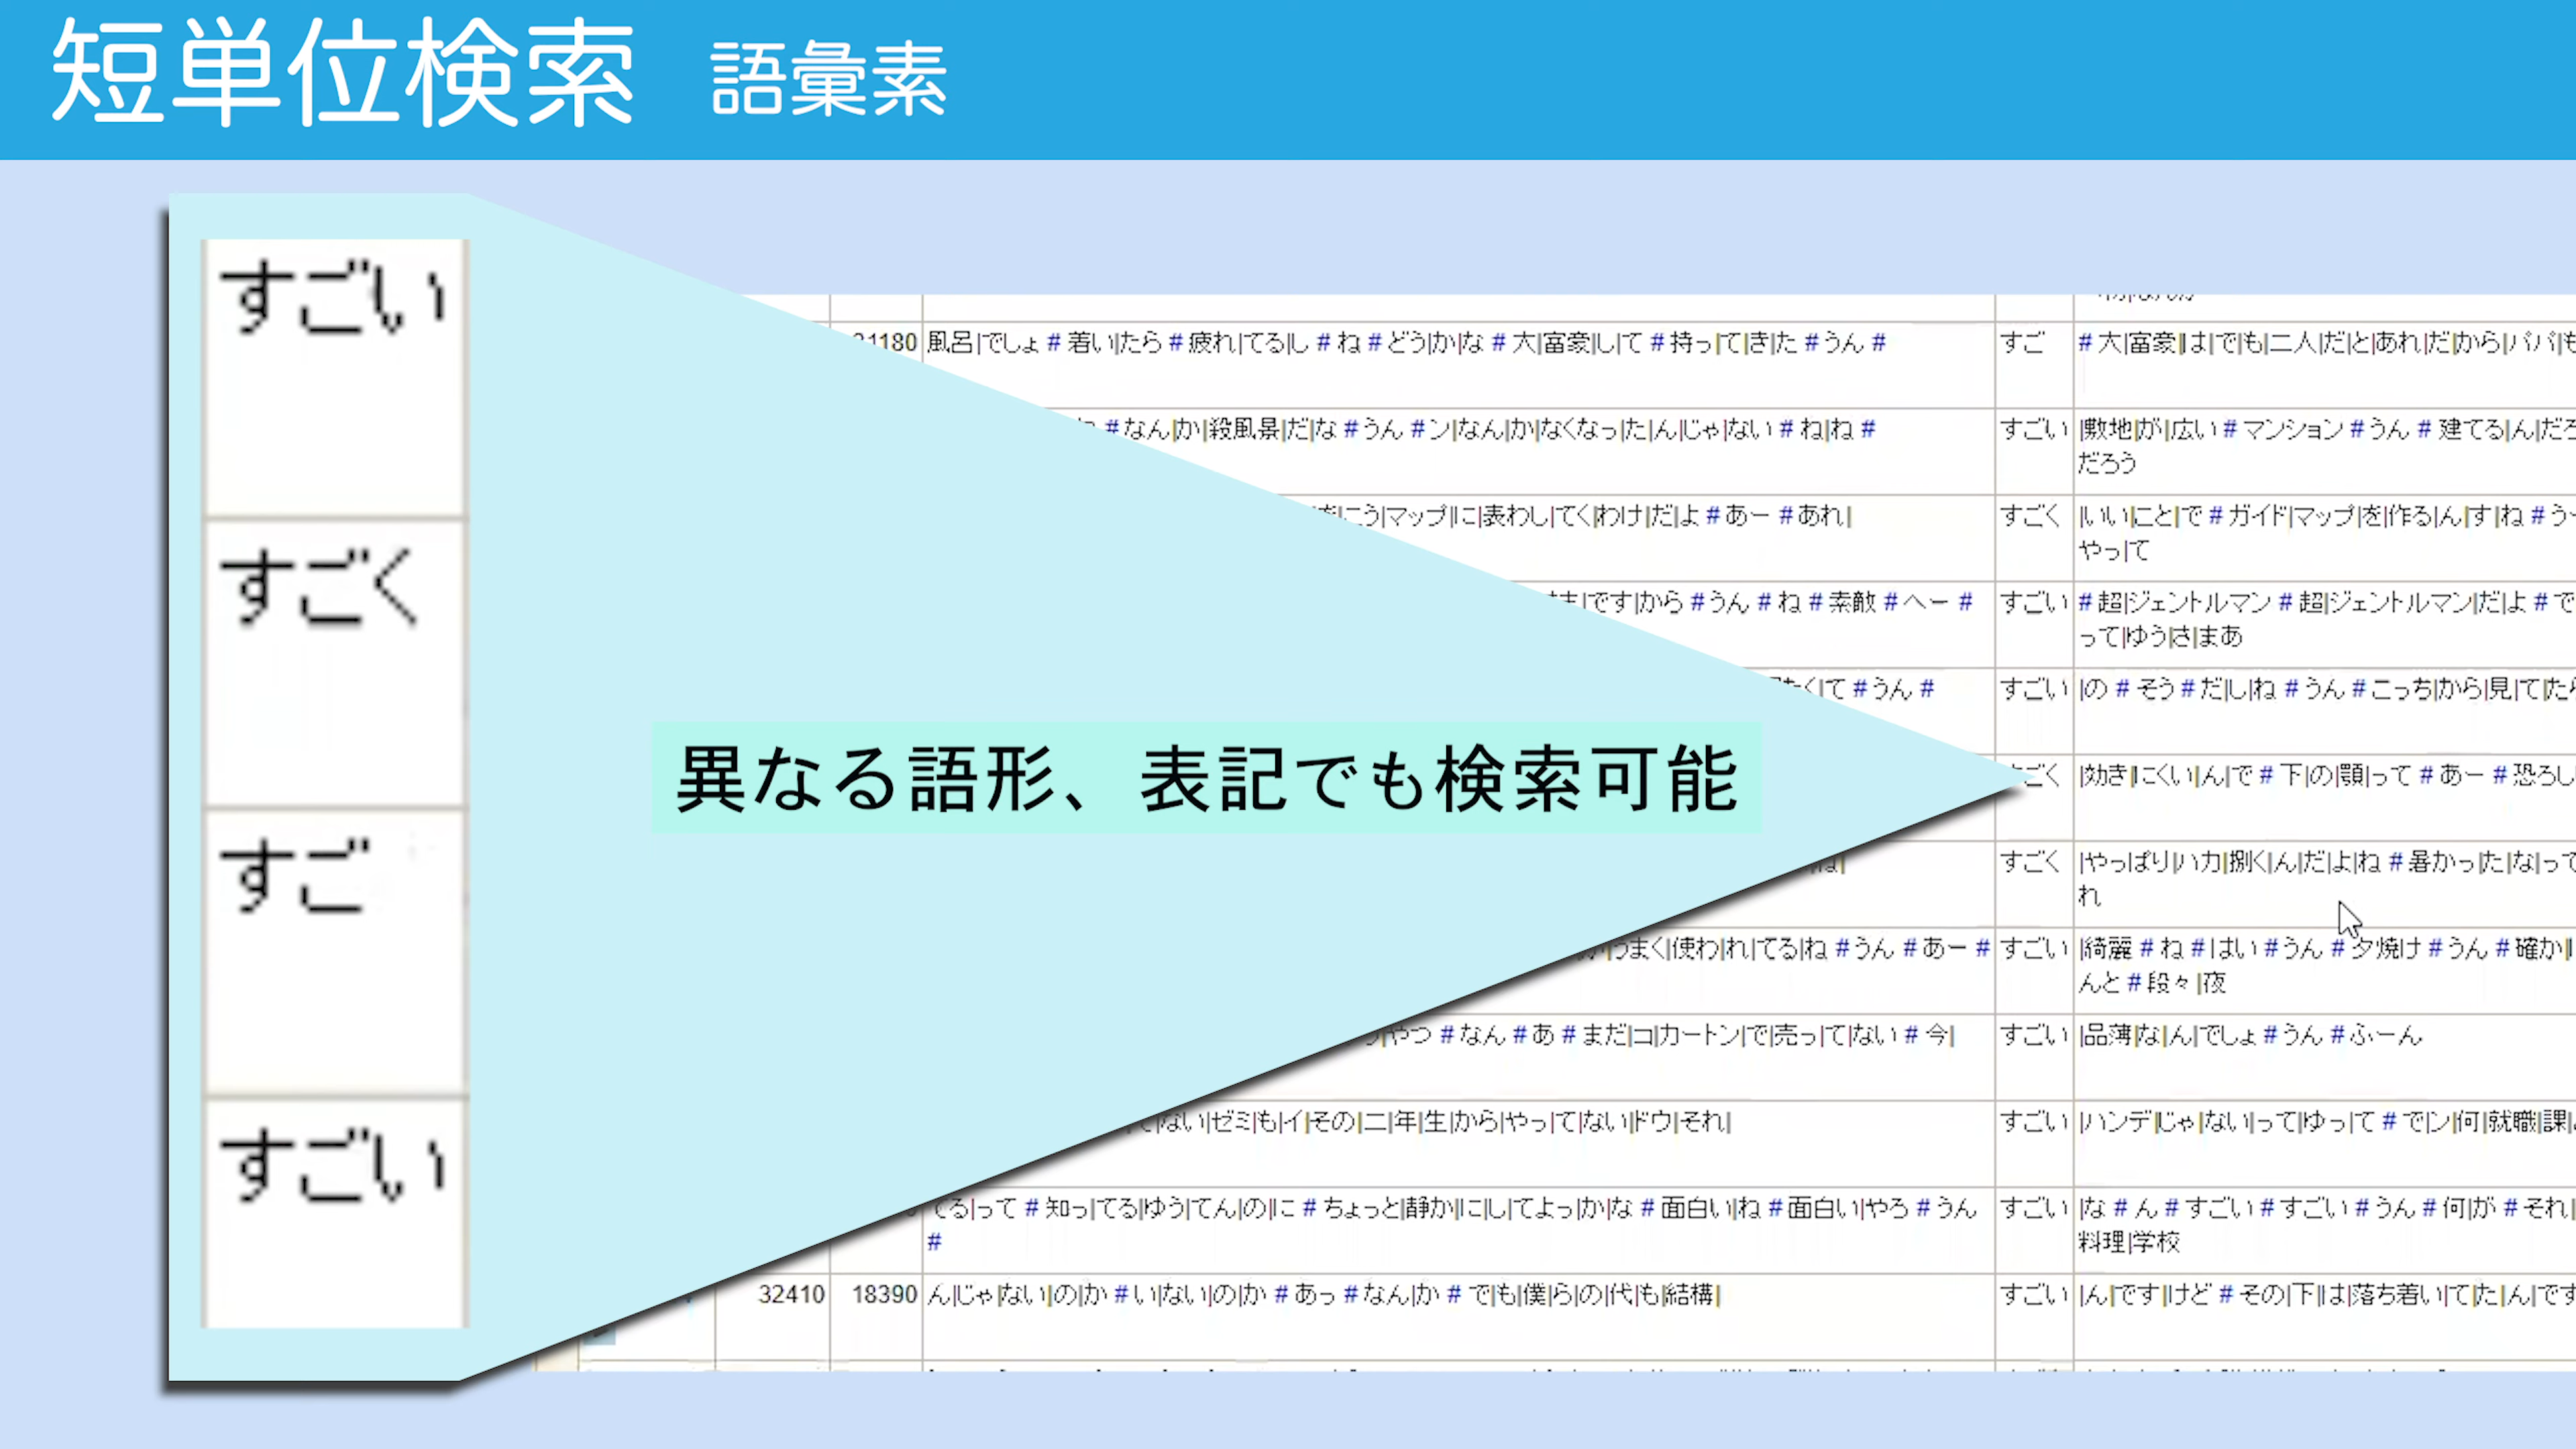 短単位検索 語彙素
すごい
すごく
すご
すごい
異なる語形、表記でも検索可能
1180 風呂|でしょ # 着い|たら # 疲れ|てる|し # ね # どう|か|な # 大|富豪|し|て # 持っ|て|き|た # うん # すご # 大|富豪|は|で|も|二人|だ|と|あれ|だ|から|パパ|も
# なん|か|殺風景|だ|な # うん # ン|なん|か|なくなっ|た|ん|じゃ|ない # ね|ね # すごい |敷地|が|広い # マンション # うん # 建てる|ん|だろ
だろう
こう|マップ|に|表わし|てく|わけ|だ|よ # あー # あれ| すごく |いい|こと|で # ガイド|マップ|を|作る|ん|す|ね # う
やっ|て
です|から # うん # ね # 素敵 # へー # すごい # 超|ジェントルマン # 超|ジェントルマン|だ|よ # で
って|ゆう|さ|まあ
て # うん # すごい |の # そう # だ|し|ね # うん # こっち|から|見|て|たら
ごく |効き|にくい|ん|で # 下|の|顎|って # あー # 恐ろし
すごく |やっぱり|ハカ|捌く|ん|だ|よ|ね # 暑かっ|た|な|って
れ
うまく|使わ|れ|てる|ね # うん # あー # すごい |綺麗 # ね # はい # うん # 夕焼け # うん # 確か|
んと # 段々|夜
やつ # なん # あ # まだ|コ|カートン|で|売っ|て|ない # 今| すごい |品薄|な|ん|でしょ # うん # ふーん
ない|ゼミ|も|イ|その|二|年|生|から|やっ|て|ない|ドウ|それ| すごい |ハンデ|じゃ|ない|って|ゆっ|て # で|ン|何|就職|課|
てる|って # 知っ|てる|ゆう|てん|の|に # ちょっと|静か|に|し|てよっ|か|な # 面白い|ね # 面白い|やろ # うん すごい |な # ん # すごい # すごい # うん # 何|が # それ|
# 料理|学校
32410 18390 ん|じゃ|ない|の|か # い|ない|の|か # あっ # なん|か # で|も|僕|ら|の|代|も|結構| すごい |ん|です|けど # その|下|は|落ち着い|て|た|ん|です